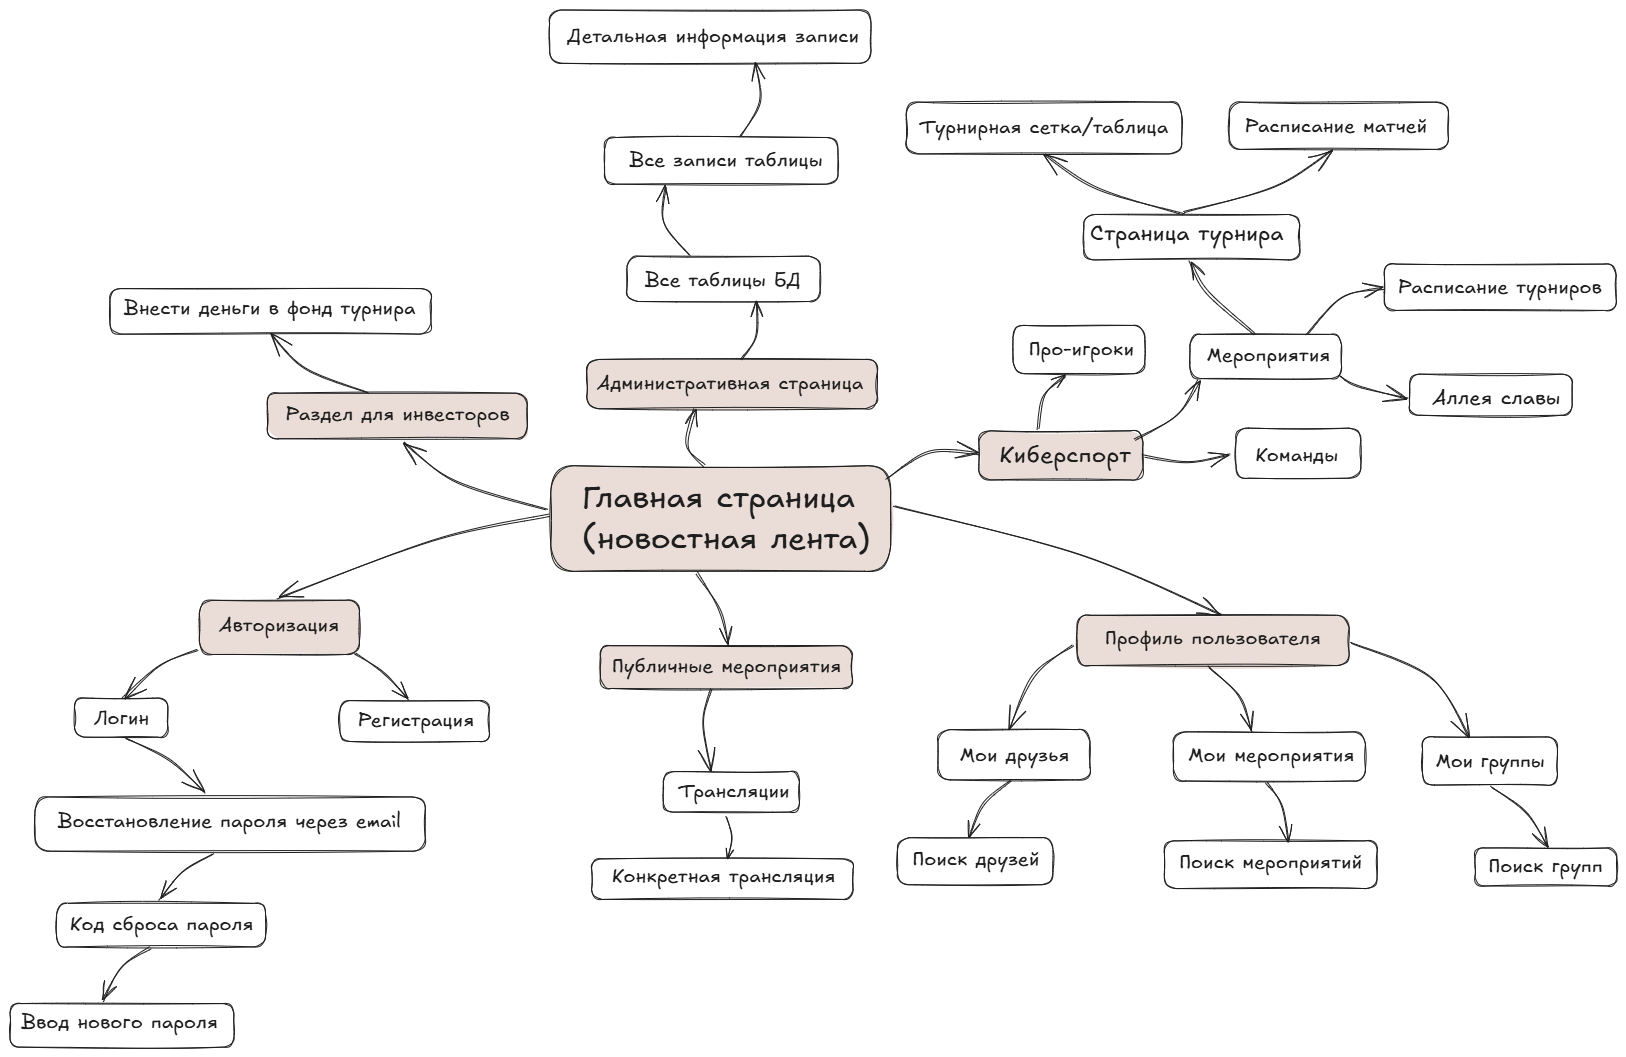 Детальная информация записи
Турнирная сетка/таблица
Расписание матчей
Все записи таблицы
Страница турнира
Все таблицы БД
Расписание турниров
Внести деньги в фонд турнира
Про-игроки
Мероприятия
Административная страница
Аллея славы
Раздел для инвесторов
Киберспорт
Команды
Главная страница
(новостная лента)
Авторизация
Профиль пользователя
Публичные мероприятия
Логин
Регистрация
Мои друзья
Мои мероприятия
Мои группы
Трансляции
Восстановление пароля через email
Поиск друзей
Поиск мероприятий
Поиск групп
Конкретная трансляция
Код сброса пароля
Ввод нового пароля